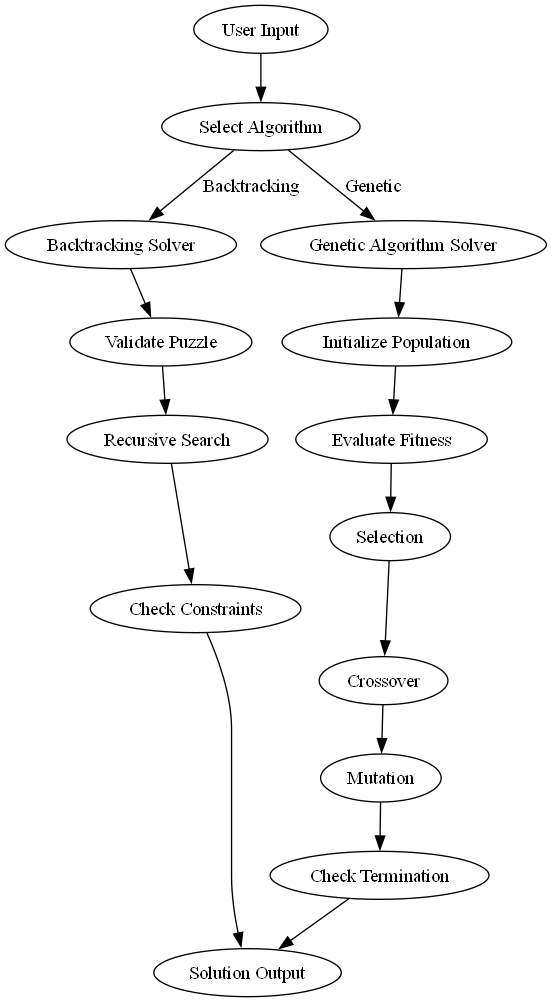 User Input
Select Algorithm
Backtracking
Genetic
Backtracking Solver
Genetic Algorithm Solver
Validate Puzzle
Initialize Population
Recursive Search
Evaluate Fitness
Selection
Check Constraints
Crossover
Mutation
Check Termination
Solution Output